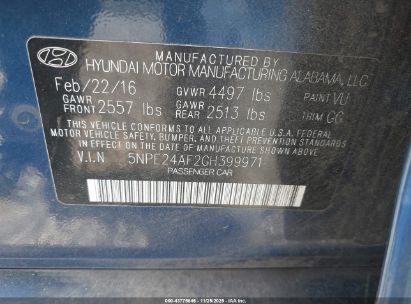 MANUFACTURED BY
HYUNDAI MOTOR MANUFACTURING ALABAMA, LLC
Feb/22/16 GVWR 4497 lbs PAINT VU
GAWR FRONT 2557 lbs GAWR REAR 2513 lbs TRIM GG
THIS VEHICLE CONFORMS TO ALL APPLICABLE U.S. FEDERAL
MOTOR VEHICLE SAFETY, BUMPER, AND THEFT PREVENTION STANDARDS
IN EFFECT ON THE DATE OF MANUFACTURE SHOWN ABOVE.
V.I.N 5NPE24AF2GH399971
PASSENGER CAR